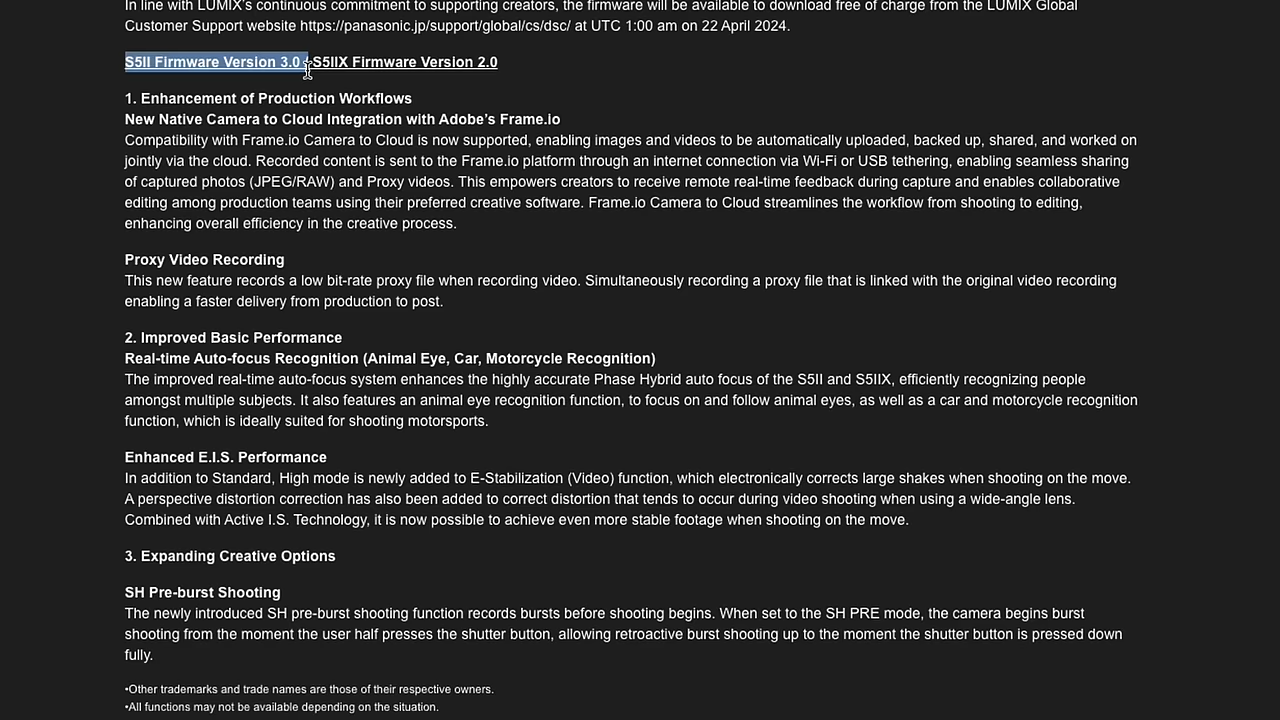 In line with LUMIX's continuous commitment to supporting creators, the firmware will be available to download free of charge from the LUMIX Global
Customer Support website https://panasonic.jp/support/global/cs/dsc/ at UTC 1:00 am on 22 April 2024.
S5II Firmware Version 3.0 / S5IIX Firmware Version 2.0
1. Enhancement of Production Workflows
New Native Camera to Cloud Integration with Adobe’s Frame.io
Compatibility with Frame.io Camera to Cloud is now supported, enabling images and videos to be automatically uploaded, backed up, shared, and worked on
jointly via the cloud. Recorded content is sent to the Frame.io platform through an internet connection via Wi-Fi or USB tethering, enabling seamless sharing
of captured photos (JPEG/RAW) and Proxy videos. This empowers creators to receive remote real-time feedback during capture and enables collaborative
editing among production teams using their preferred creative software. Frame.io Camera to Cloud streamlines the workflow from shooting to editing,
enhancing overall efficiency in the creative process.
Proxy Video Recording
This new feature records a low bit-rate proxy file when recording video. Simultaneously recording a proxy file that is linked with the original video recording
enabling a faster delivery from production to post.
2. Improved Basic Performance
Real-time Auto-focus Recognition (Animal Eye, Car, Motorcycle Recognition)
The improved real-time auto-focus system enhances the highly accurate Phase Hybrid auto focus of the S5II and S5IIX, efficiently recognizing people
amongst multiple subjects. It also features an animal eye recognition function, to focus on and follow animal eyes, as well as a car and motorcycle recognition
function, which is ideally suited for shooting motorsports.
Enhanced E.I.S. Performance
In addition to Standard, High mode is newly added to E-Stabilization (Video) function, which electronically corrects large shakes when shooting on the move.
A perspective distortion correction has also been added to correct distortion that tends to occur during video shooting when using a wide-angle lens.
Combined with Active I.S. Technology, it is now possible to achieve even more stable footage when shooting on the move.
3. Expanding Creative Options
SH Pre-burst Shooting
The newly introduced SH pre-burst shooting function records bursts before shooting begins. When set to the SH PRE mode, the camera begins burst
shooting from the moment the user half presses the shutter button, allowing retroactive burst shooting up to the moment the shutter button is pressed down
fully.
•Other trademarks and trade names are those of their respective owners.
•All functions may not be available depending on the situation.